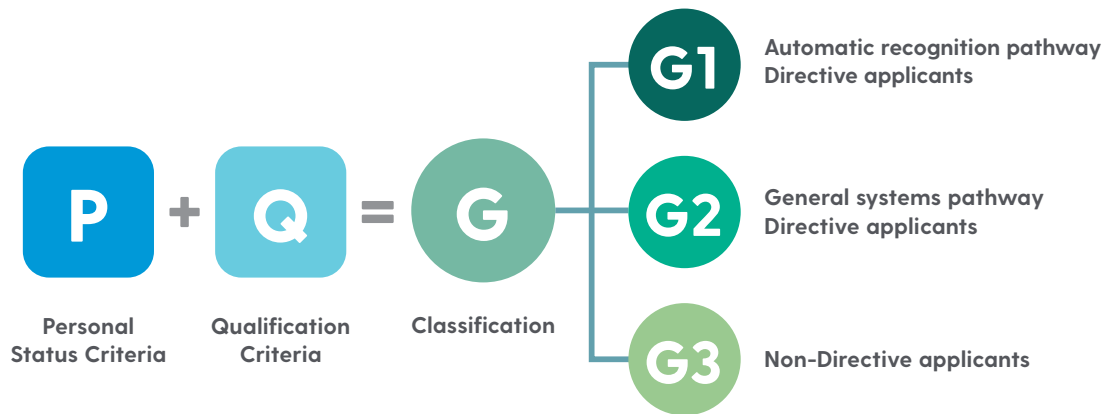 G1
Automatic recognition pathway
Directive applicants
P
+
Q
=
G
G2
General systems pathway
Directive applicants
Personal
Status Criteria
Qualification
Criteria
Classification
G3
Non-Directive applicants